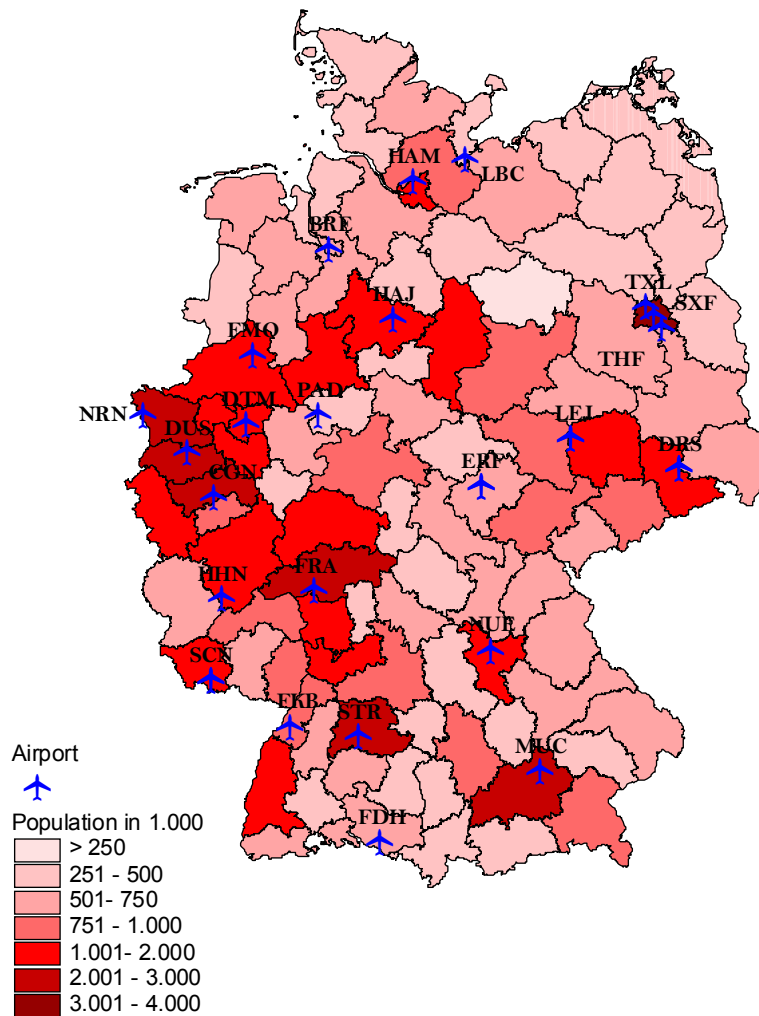 HAM
LBC
BRE
TXL
HAJ
SXF
FMO
THF
PAD
DTM
NRN
LEJ
DUS
DRS
CGN
ERF
FRA
HHN
NUE
SCN
FKB
STR
MUC
FDH
Airport
Population in 1.000
> 250
251 - 500
501- 750
751 - 1.000
1.001- 2.000
2.001 - 3.000
3.001 - 4.000